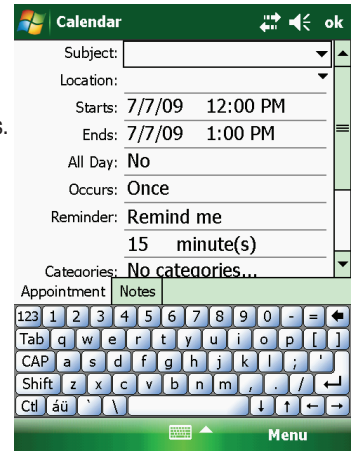 Calendar ok
Subject:
Location:
s.
Starts: 7/7/09 12:00 PM
Ends: 7/7/09 1:00 PM
All Day: No
Occurs: Once
Reminder: Remind me
15 minute(s)
Categories: No categories...
Appointment Notes
123 1 2 3 4 5 6 7 8 9 0 - =
Tab q w e r t y u i o p [ ]
CAP a s d f g h j k l ; '
Shift z x c v b n m , . /
Ctl áü ` \
Menu